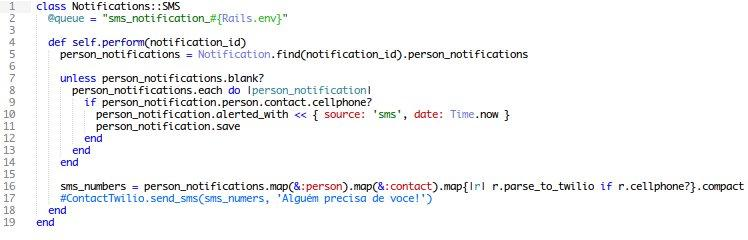 1 class Notifications::SMS
2 @queue = "sms_notification_#{Rails.env}"
3
4 def self.perform(notification_id)
5 person_notifications = Notification.find(notification_id).person_notifications
6
7 unless person_notifications.blank?
8 person_notifications.each do |person_notification|
9 if person_notification.person.contact.cellphone?
10 person_notification.alerted_with << { source: 'sms', date: Time.now }
11 person_notification.save
12 end
13 end
14 end
15
16 sms_numbers = person_notifications.map(&:person).map(&:contact).map{|r| r.parse_to_twilio if r.cellphone?}.compact
17 #ContactTwilio.send_sms(sms_numers, 'Alguém precisa de voce!')
18 end
19 end